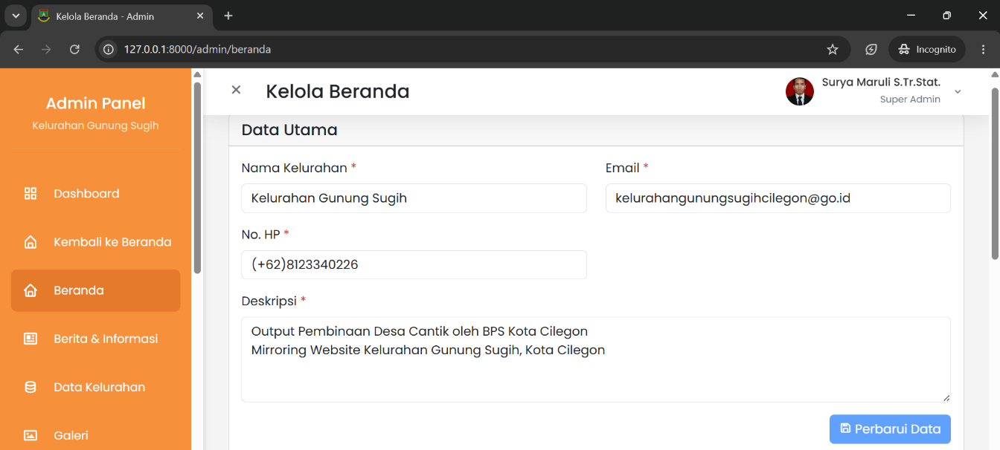 Kelola Beranda - Admin
127.0.0.1:8000/admin/beranda
Incognito
Admin Panel
Kelurahan Gunung Sugih
Dashboard
Kembali ke Beranda
Beranda
Berita & Informasi
Data Kelurahan
Galeri
Kelola Beranda
Surya Maruli S.Tr.Stat.
Super Admin
Data Utama
Nama Kelurahan *
Kelurahan Gunung Sugih
Email *
kelurahangunungsugihcilegon@go.id
No. HP *
(+62)8123340226
Deskripsi *
Output Pembinaan Desa Cantik oleh BPS Kota Cilegon
Mirroring Website Kelurahan Gunung Sugih, Kota Cilegon
Perbarui Data